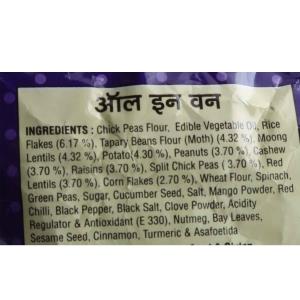 ऑल इन वन
INGREDIENTS : Chick Peas Flour, Edible Vegetable Oil, Rice
Flakes (6.17 %), Tapary Beans Flour (Moth) (4.32 %), Moong
Lentils (4.32 %), Potato(4.30 %), Peanuts (3.70 %), Cashew
(3.70 %), Raisins (3.70 %), Split Chick Peas ( 3.70 %), Red
Lentils (3.70 %), Corn Flakes (2.70 %), Wheat Flour, Spinach,
Green Peas, Sugar, Cucumber Seed, Salt, Mango Powder, Red
Chilli, Black Pepper, Black Salt, Clove Powder, Acidity
Regulator & Antioxidant (E 330), Nutmeg, Bay Leaves,
Sesame Seed, Cinnamon, Turmeric & Asafoetida